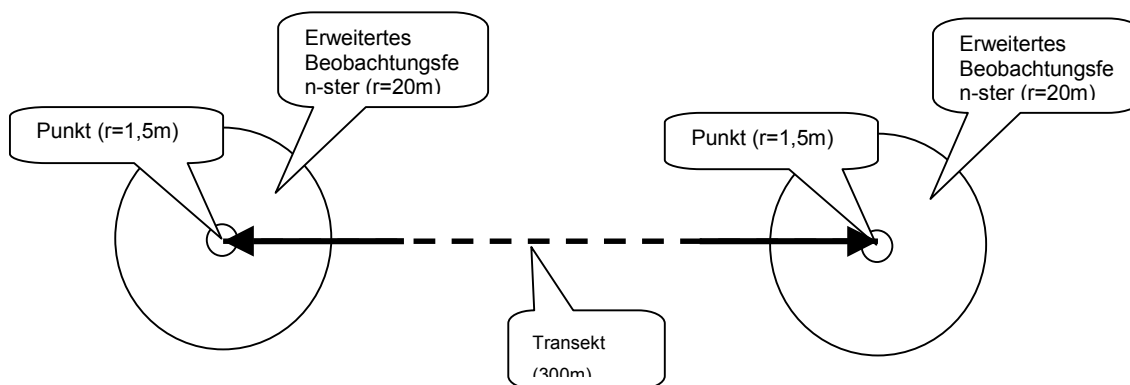 Erweitertes
Beobachtungsfe
n-ster (r=20m)
Punkt (r=1,5m)
Erweitertes
Beobachtungsfe
n-ster (r=20m)
Punkt (r=1,5m)
Transekt
(300m)